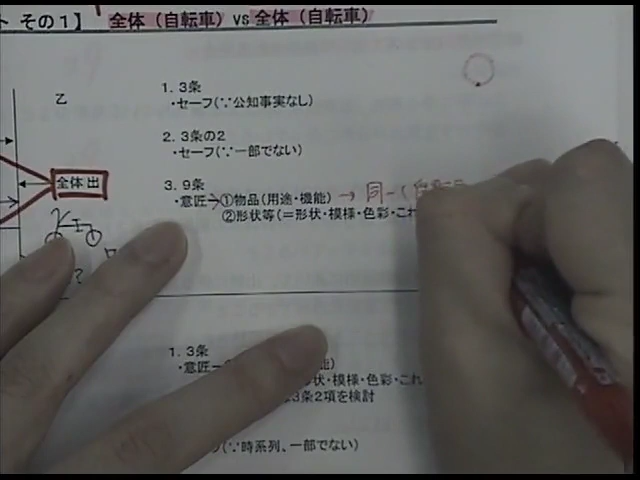 ト その1】 全体（自転車）vs 全体（自転車）
乙
1. 3条
・セーフ(∵公知事実なし)
2. 3条の2
・セーフ(∵一部でない)
全体出
3. 9条
・意匠→①物品(用途・機能) → 同一(自転
②形状等(=形状・模様・色彩・これ
?
1. 3条
・意匠
能)
状・模様・色彩・これ
3条2項を検討
(∵時系列、一部でない)